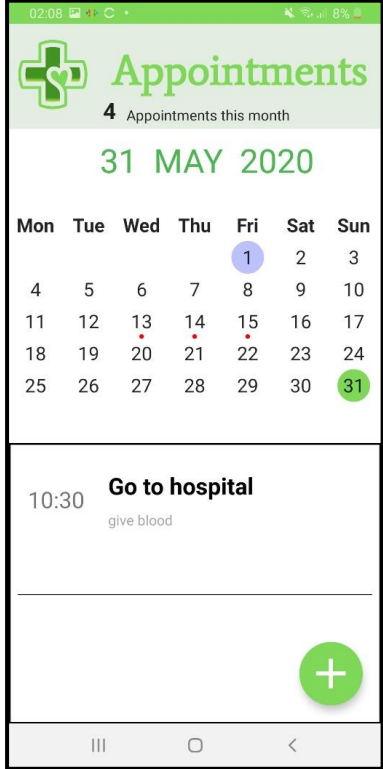 02:08 8%
Appointments
4 Appointments this month
31 MAY 2020
Mon Tue Wed Thu Fri Sat Sun
1 2 3
4 5 6 7 8 9 10
11 12 13 14 15 16 17
18 19 20 21 22 23 24
25 26 27 28 29 30 31
10:30 Go to hospital
give blood
+